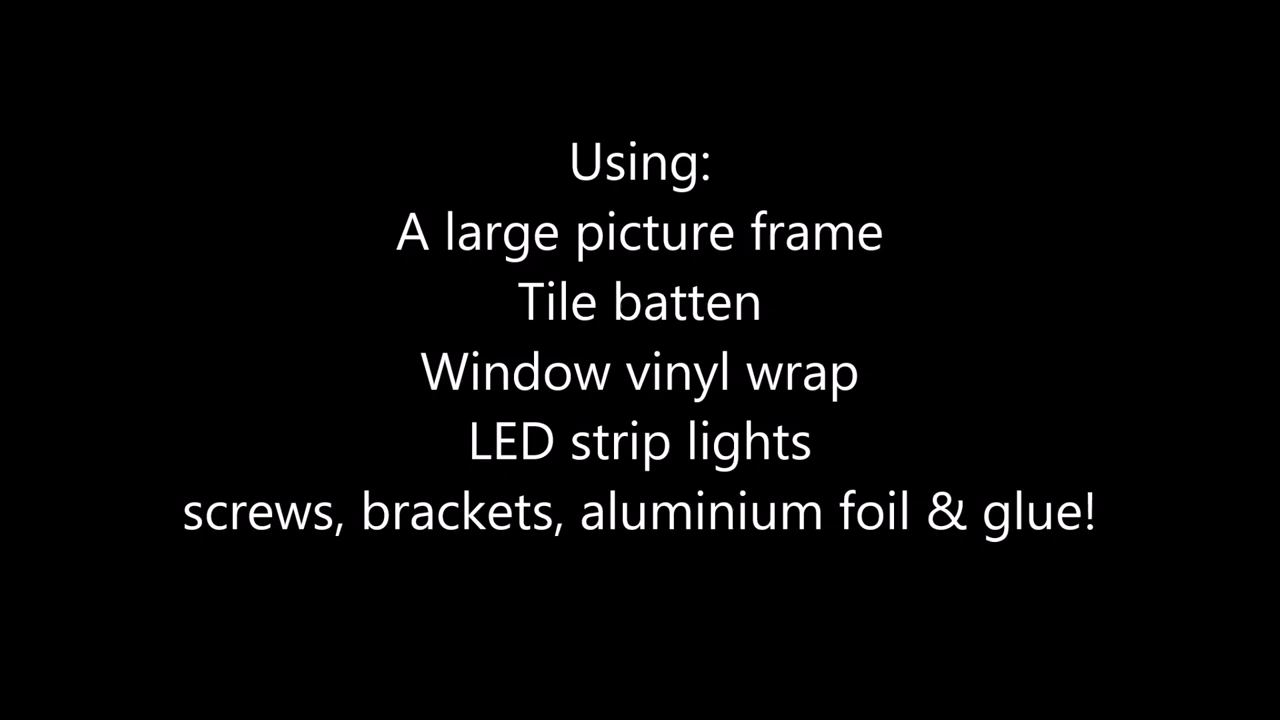 Using:
A large picture frame
Tile batten
Window vinyl wrap
LED strip lights
screws, brackets, aluminium foil & glue!